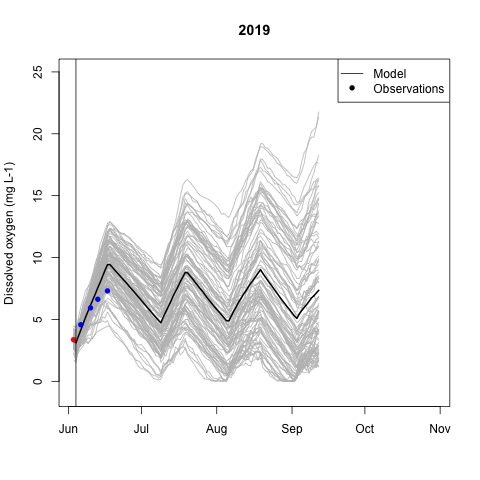 2019
Model
Observations
Dissolved oxygen (mg L-1)
25
20
15
10
5
0
Jun Jul Aug Sep Oct Nov